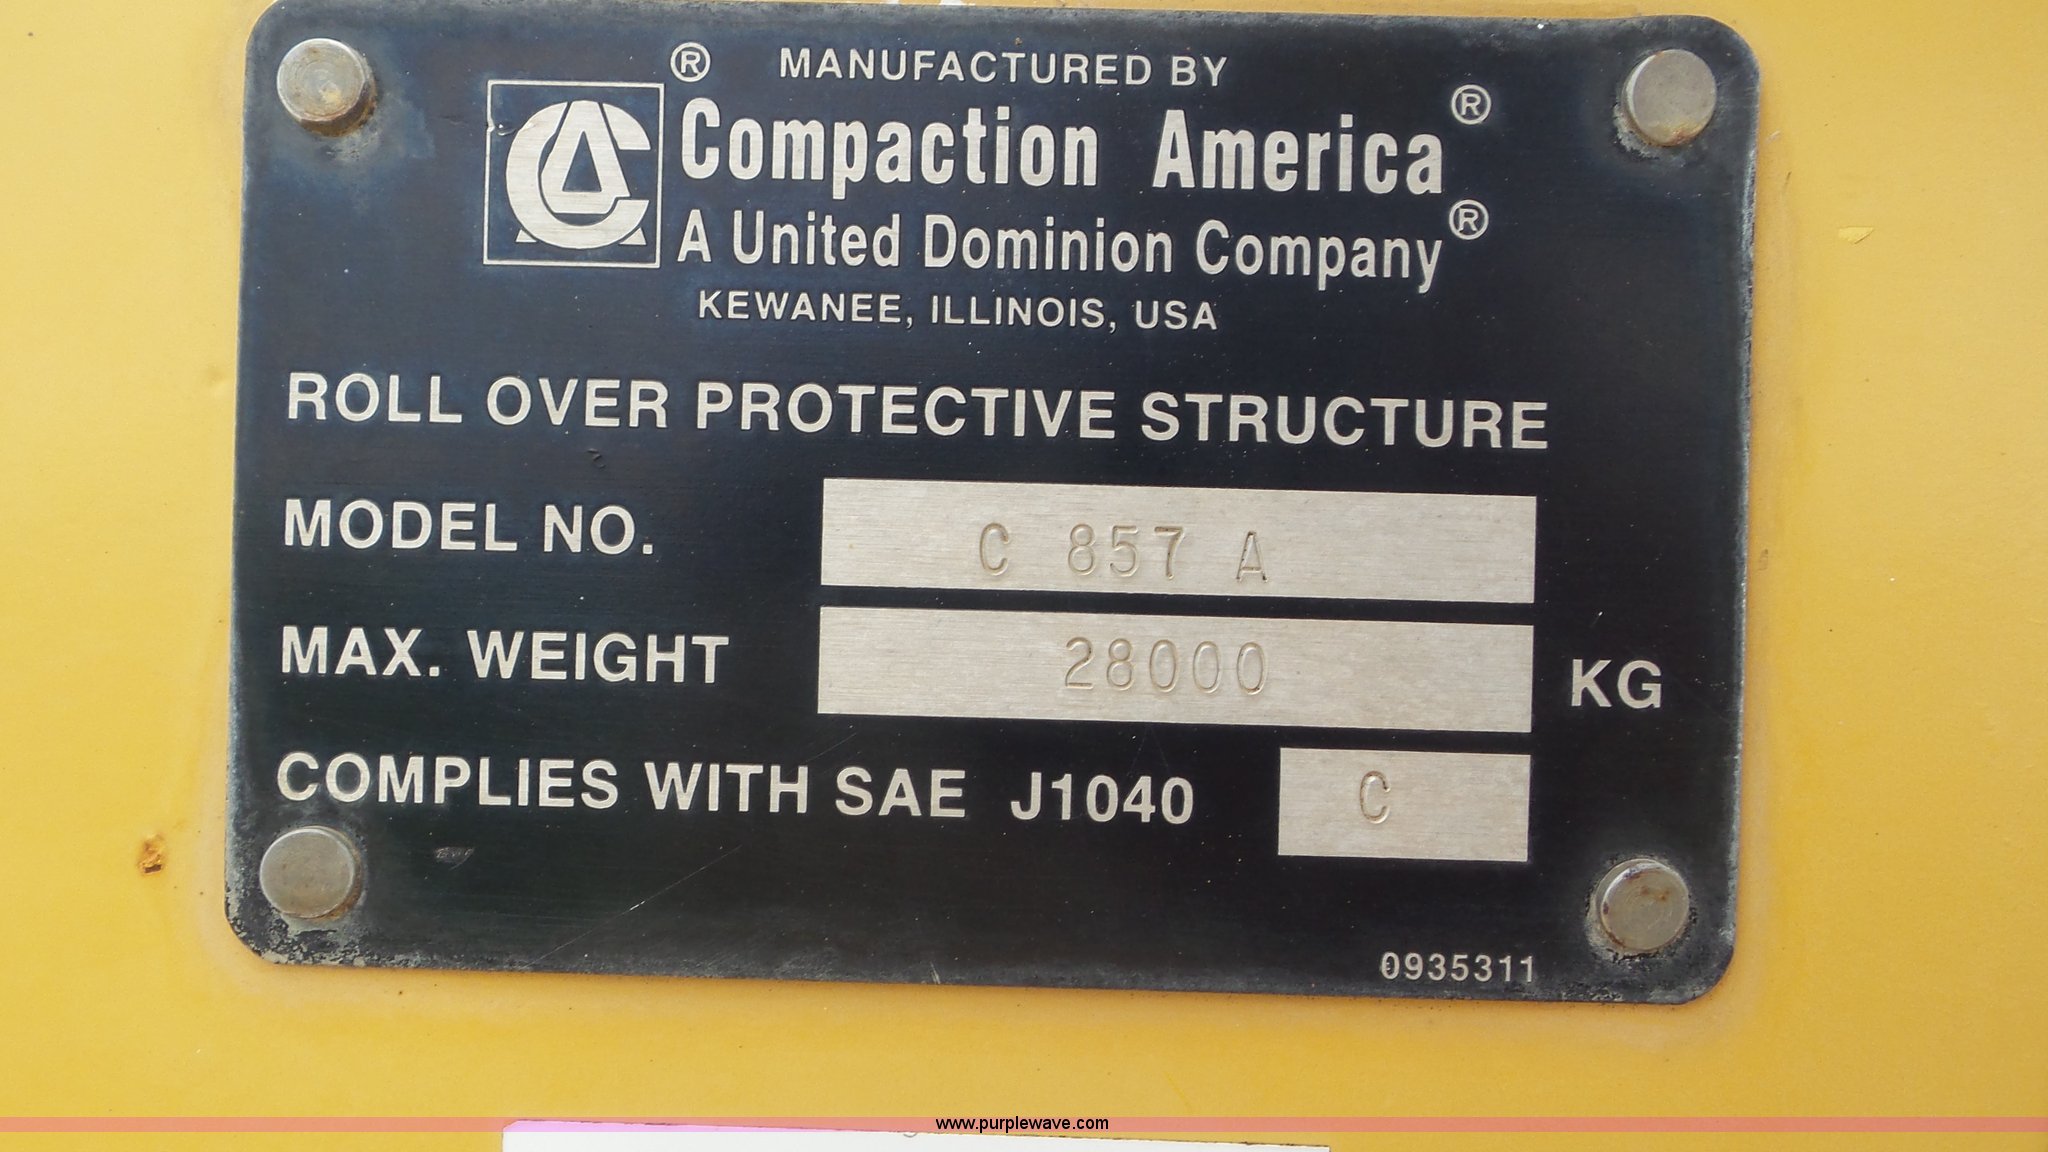 ® MANUFACTURED BY
Compaction America®
A United Dominion Company®
KEWANEE, ILLINOIS, USA
ROLL OVER PROTECTIVE STRUCTURE
MODEL NO. C 857 A
MAX. WEIGHT 28000 KG
COMPLIES WITH SAE J1040 C
0935311
www.purplewave.com